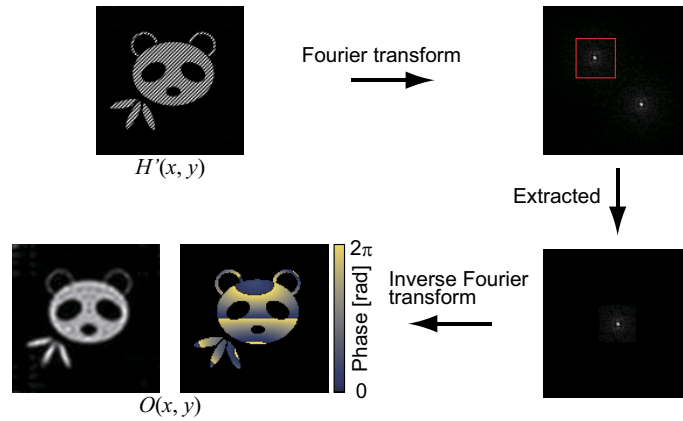 Fourier transform
H'(x, y)
Extracted
2π
Phase [rad]
0
Inverse Fourier
transform
O(x, y)